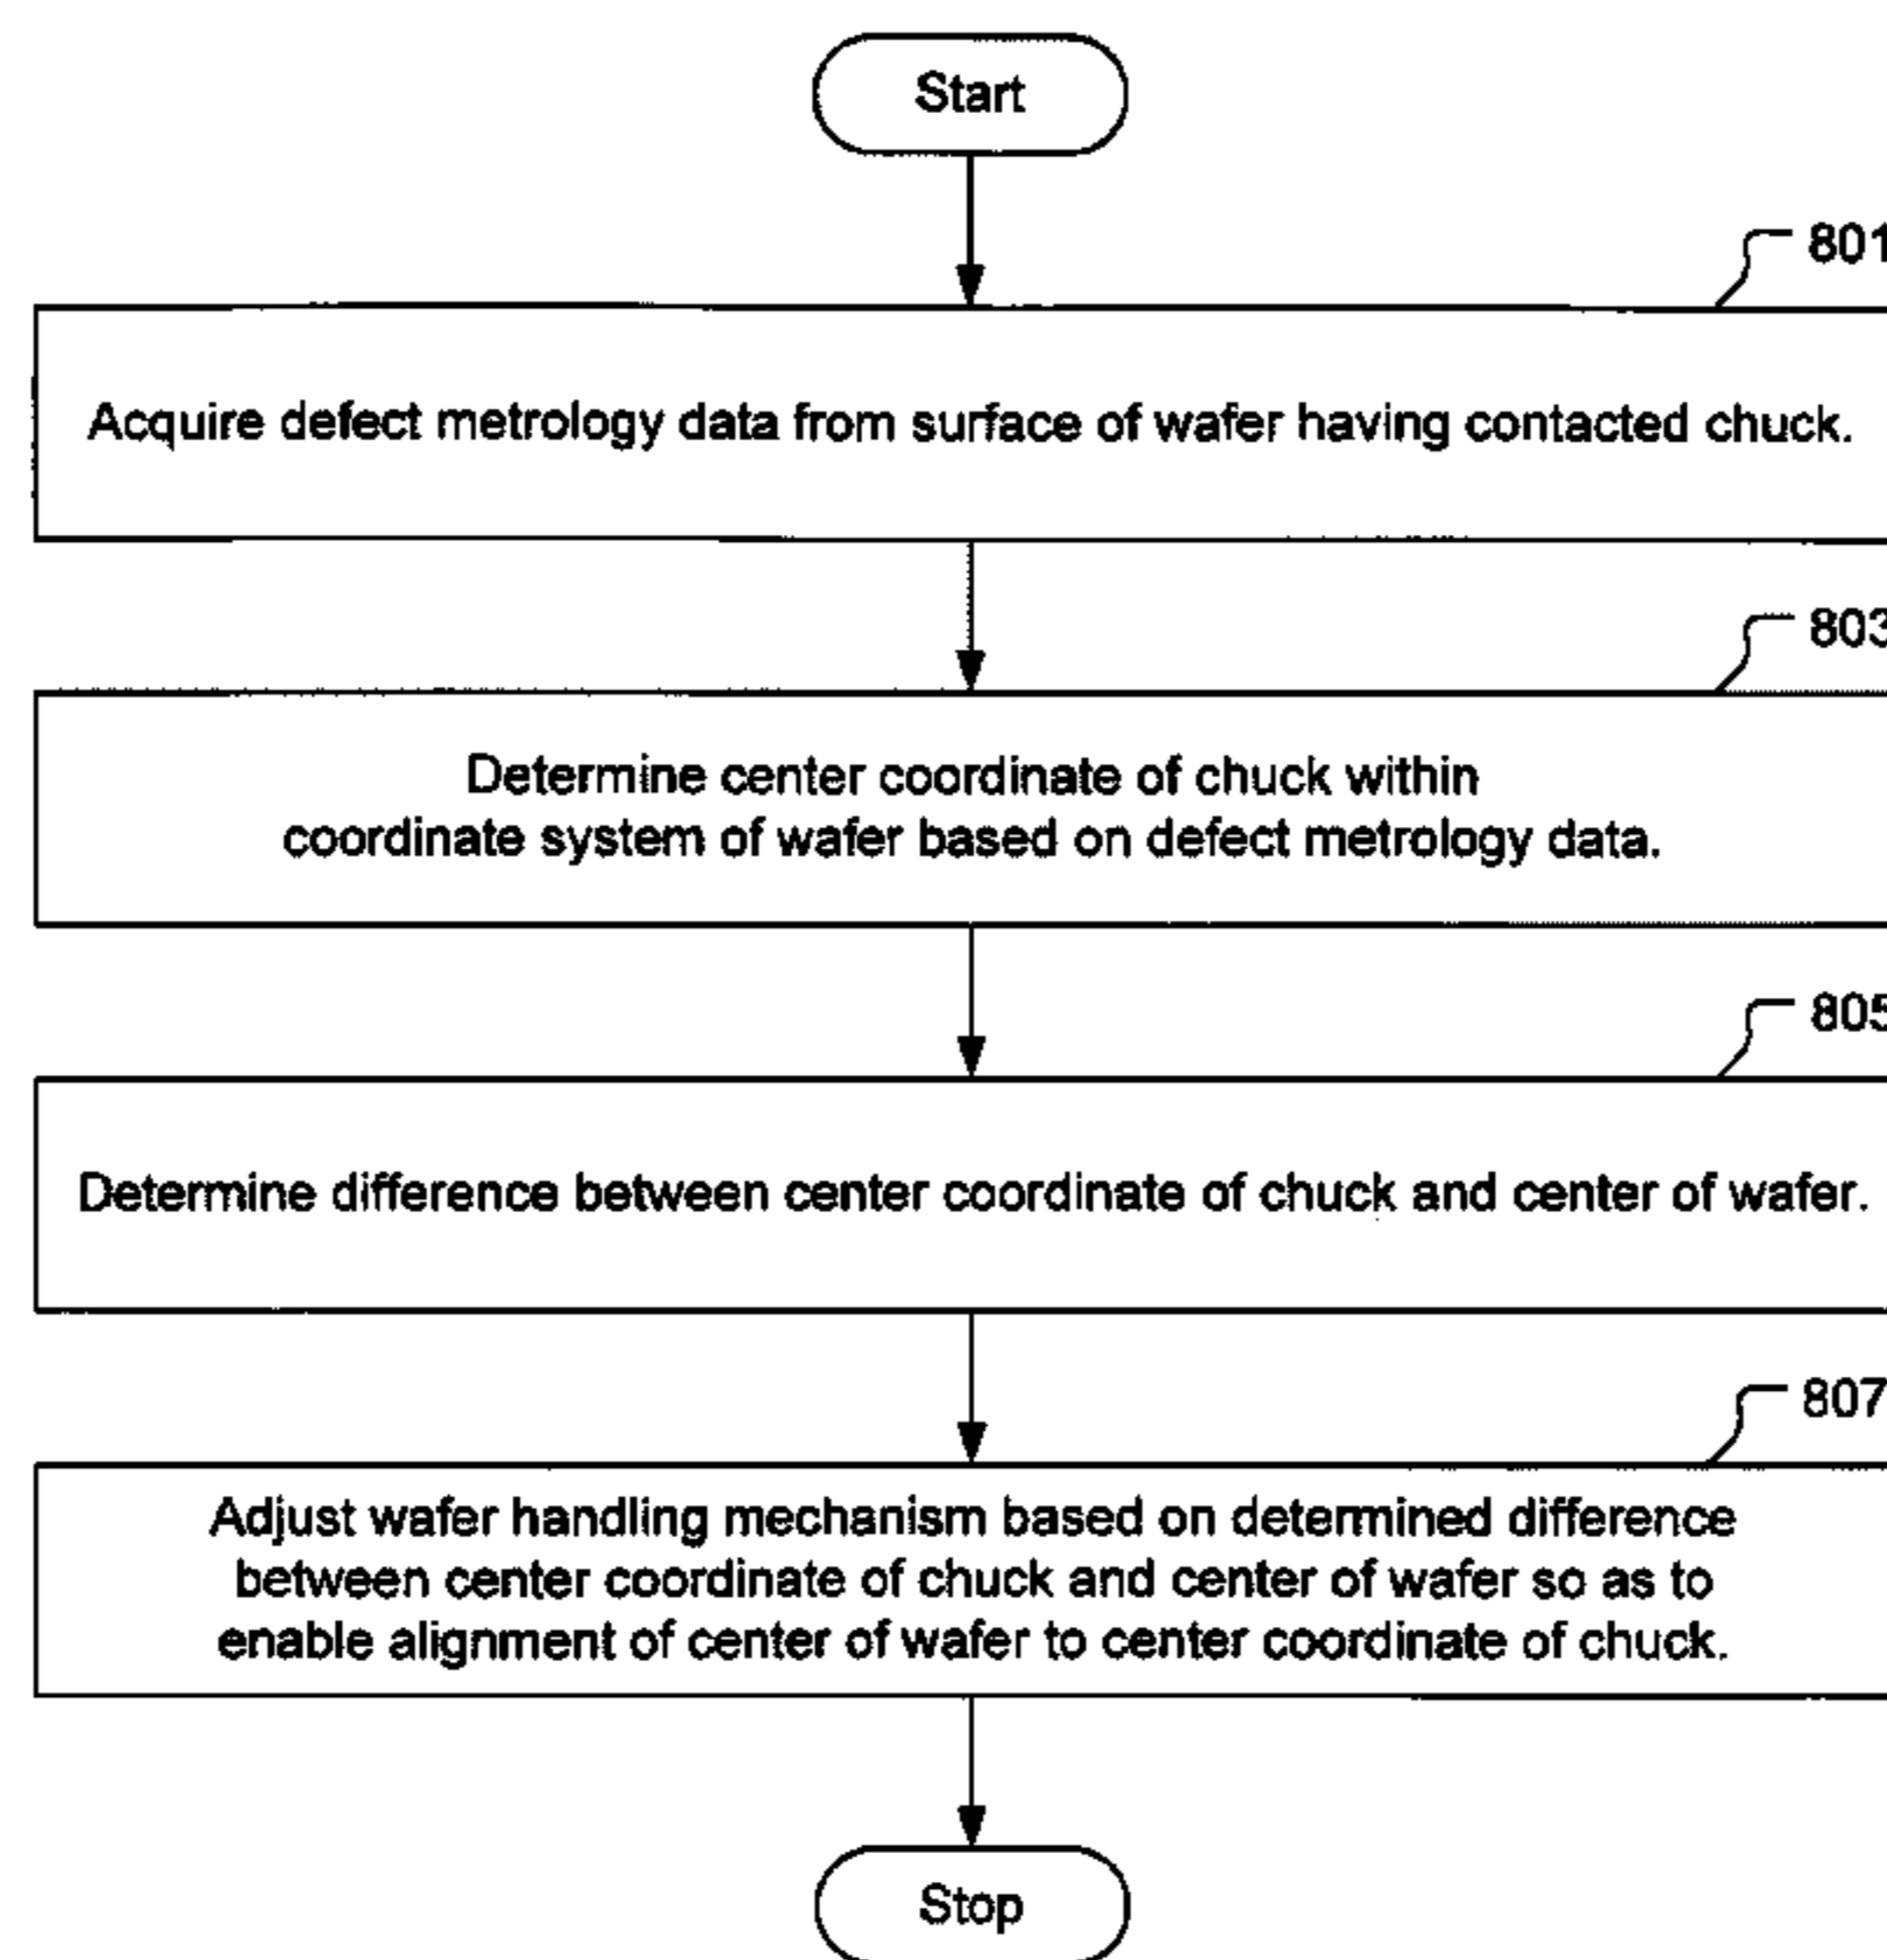 Start
801
Acquire defect metrology data from surface of wafer having contacted chuck.
803
Determine center coordinate of chuck within
coordinate system of wafer based on defect metrology data.
805
Determine difference between center coordinate of chuck and center of wafer.
807
Adjust wafer handling mechanism based on determined difference
between center coordinate of chuck and center of wafer so as to
enable alignment of center of wafer to center coordinate of chuck.
Stop